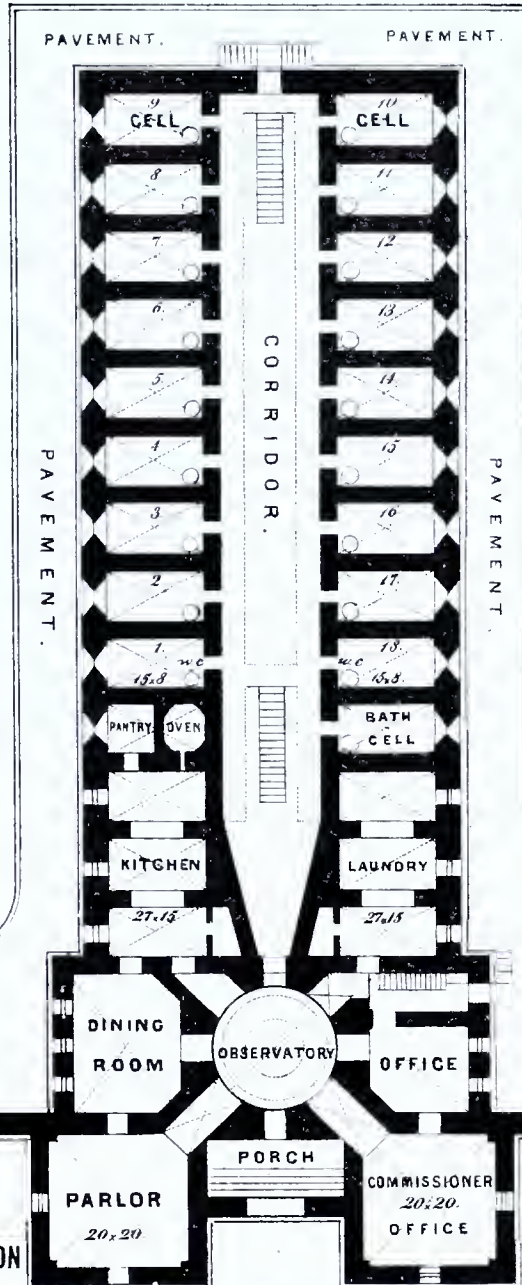 PAVEMENT.
PAVEMENT.
9
CELL
10
CELL
8
11
7
12
6
13
5
14
4
15
3
16
2
17
1
w c
15x8
18
w c
15x8
CORRIDOR.
PAVEMENT.
PAVEMENT.
PANTRY
OVEN
BATH
CELL
KITCHEN
LAUNDRY
27x15
27x15
DINING
ROOM
OBSERVATORY
OFFICE
PORCH
PARLOR
20x20
COMMISSIONER
20x20
OFFICE
ON